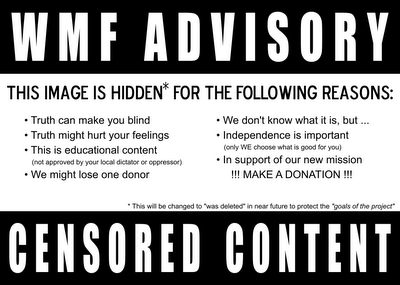 WMF ADVISORY
THIS IMAGE IS HIDDEN* FOR THE FOLLOWING REASONS:
• Truth can make you blind
• Truth might hurt your feelings
• This is educational content
(not approved by your local dictator or oppressor)
• We might lose one donor
• We don't know what it is, but ...
• Independence is important
(only WE choose what is good for you)
• In support of our new mission
!!! MAKE A DONATION !!!
* This will be changed to "was deleted" in near future to protect the "goals of the project"
CENSORED CONTENT